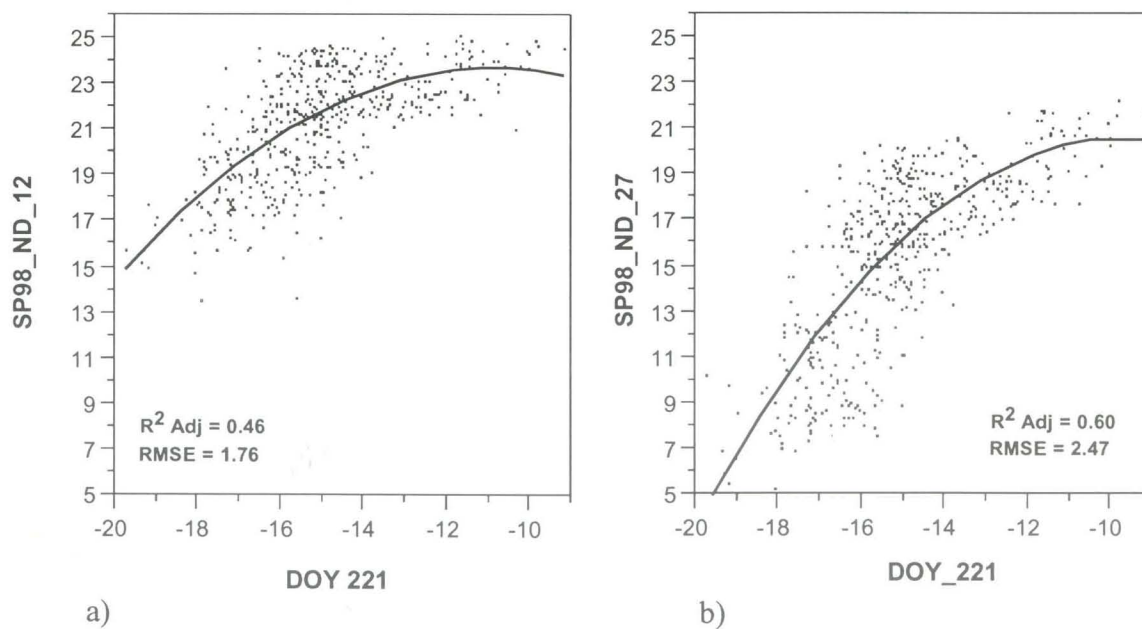 25
23
21
19
17
15
13
11
9
7
5
SP98_ND_12
R² Adj = 0.46
RMSE = 1.76
-20 -18 -16 -14 -12 -10
DOY 221
a)
25
23
21
19
17
15
13
11
9
7
5
SP98_ND_27
R² Adj = 0.60
RMSE = 2.47
-20 -18 -16 -14 -12 -10
DOY_221
b)